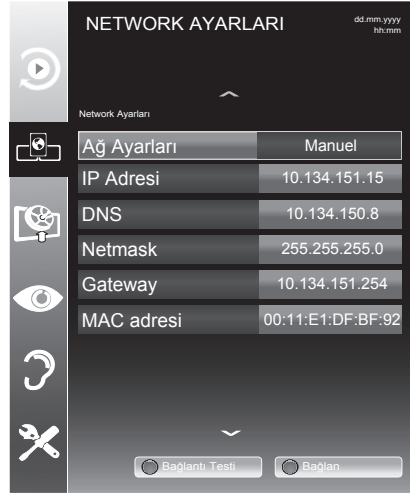 NETWORK AYARLARI
dd.mm.yyyy
hh:mm
Network Ayarları
Ağ Ayarları Manuel
IP Adresi 10.134.151.15
DNS 10.134.150.8
Netmask 255.255.255.0
Gateway 10.134.151.254
MAC adresi 00:11:E1:DF:BF:92
Bağlantı Testi Bağlan